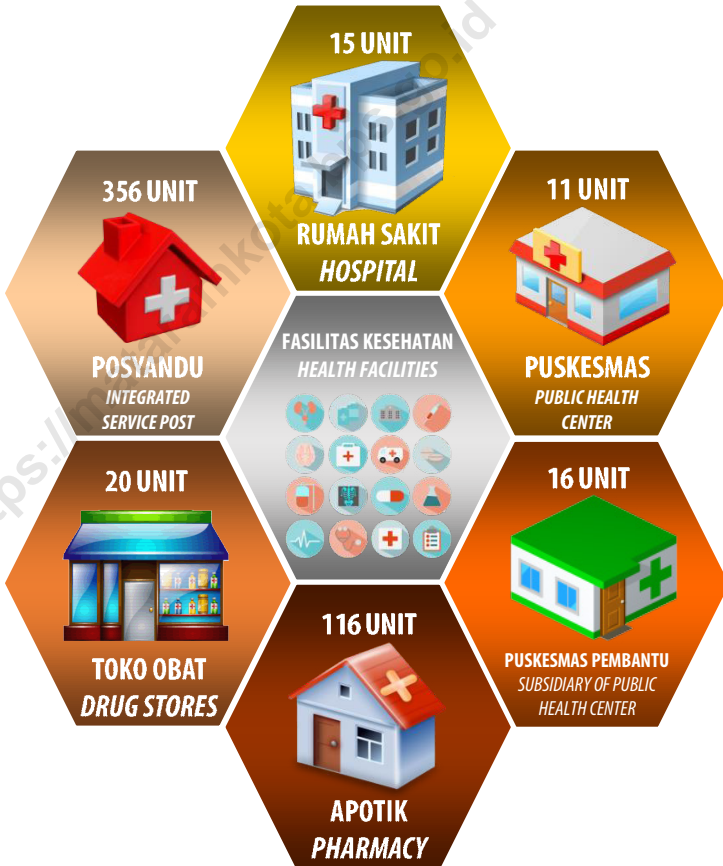 15 UNIT
RUMAH SAKIT
HOSPITAL
356 UNIT
POSYANDU
INTEGRATED
SERVICE POST
11 UNIT
PUSKESMAS
PUBLIC HEALTH
CENTER
FASILITAS KESEHATAN
HEALTH FACILITIES
20 UNIT
TOKO OBAT
DRUG STORES
16 UNIT
PUSKESMAS PEMBANTU
SUBSIDIARY OF PUBLIC
HEALTH CENTER
116 UNIT
APOTIK
PHARMACY